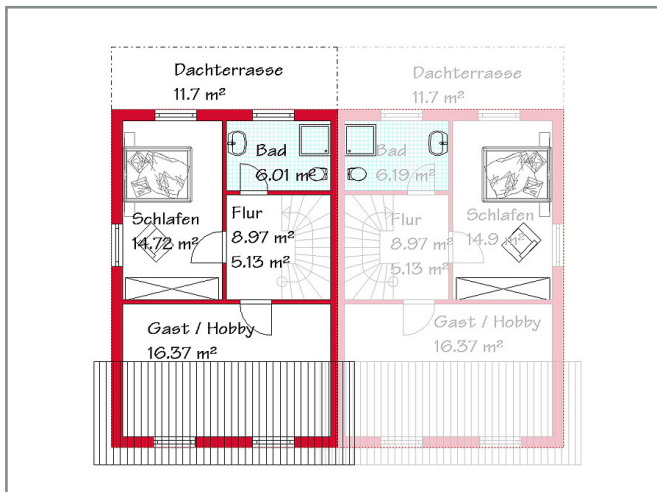 Dachterrasse
11.7 m²
Bad
6.01 m²
Schlafen
14.72 m²
Flur
8.97 m²
5.13 m²
Gast / Hobby
16.37 m²
Dachterrasse
11.7 m²
Bad
6.19 m²
Flur
8.97 m²
5.13 m²
Schlafen
14.9 m²
Gast / Hobby
16.37 m²